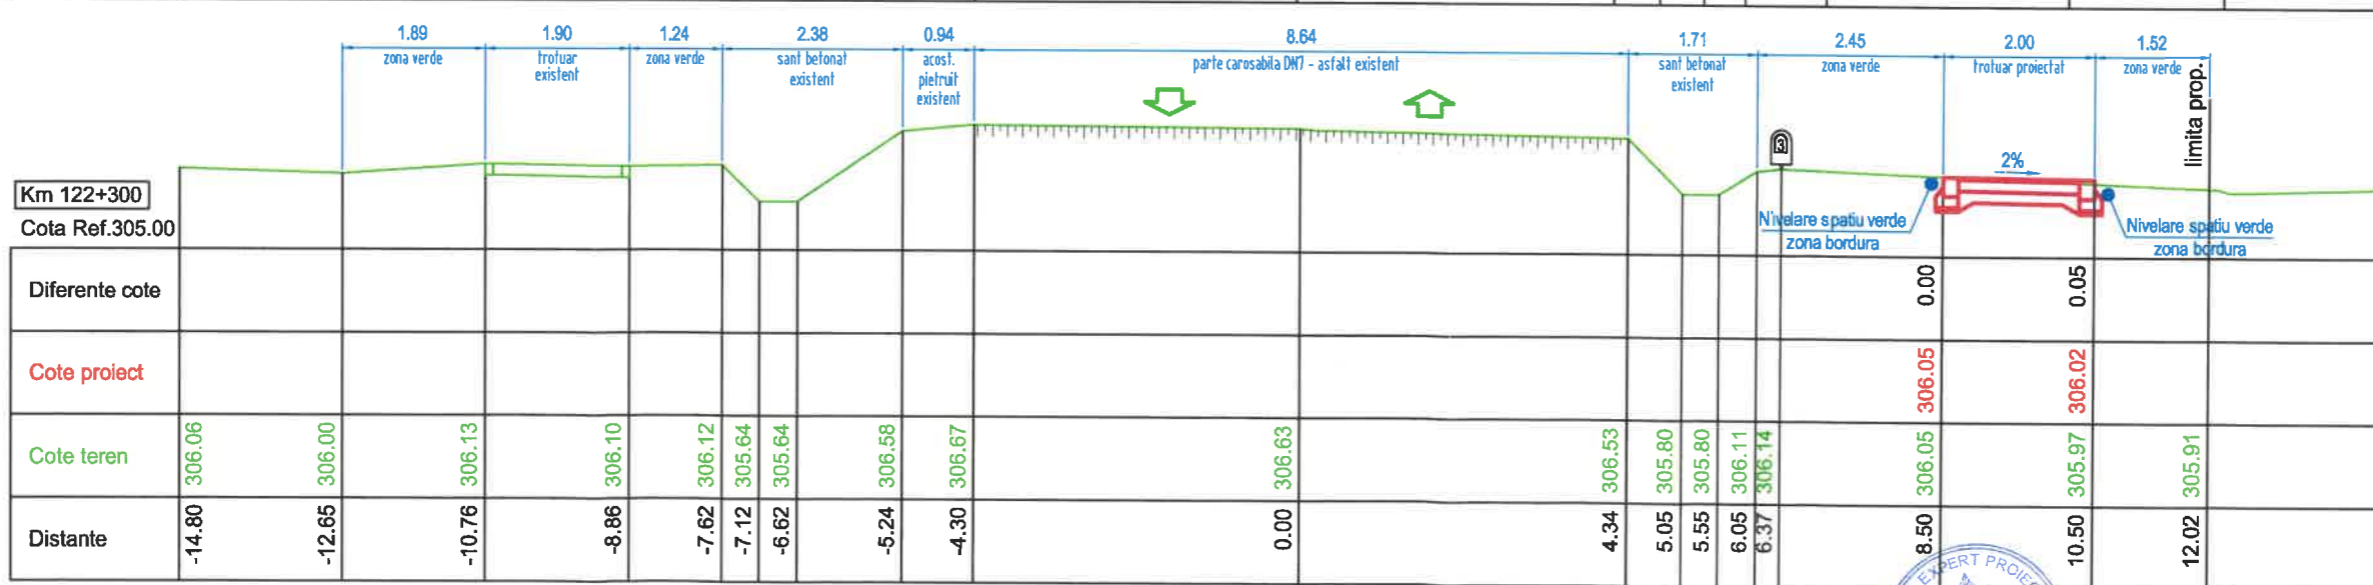 1.89 1.90 1.24 2.38 0.94 8.64 1.71 2.45 2.00 1.52
zona verde
trotuar
existent
zona verde
sant betonat
existent
acost.
pietruit
existent
parte carosabila DN7 - asfalt existent
sant betonat
existent
zona verde
trotuar proiectat
zona verde
limita prop.
3
2%
Km 122+300
Cota Ref.305.00
Nivelare spatiu verde
zona bordura
Nivelare spatiu verde
zona bordura
Diferente cote 0.00 0.05
Cote proiect 306.05 306.02
Cote teren 306.06 306.00 306.13 306.10 306.12 305.64 305.64 306.58 306.67 306.63 306.53 305.80 305.80 306.11 306.14 306.05 305.97 305.91
Distante -14.80 -12.65 -10.76 -8.86 -7.62 -7.12 -6.62 -5.24 -4.30 0.00 4.34 5.05 5.55 6.05 6.37 8.50 10.50 12.02
EXPERT